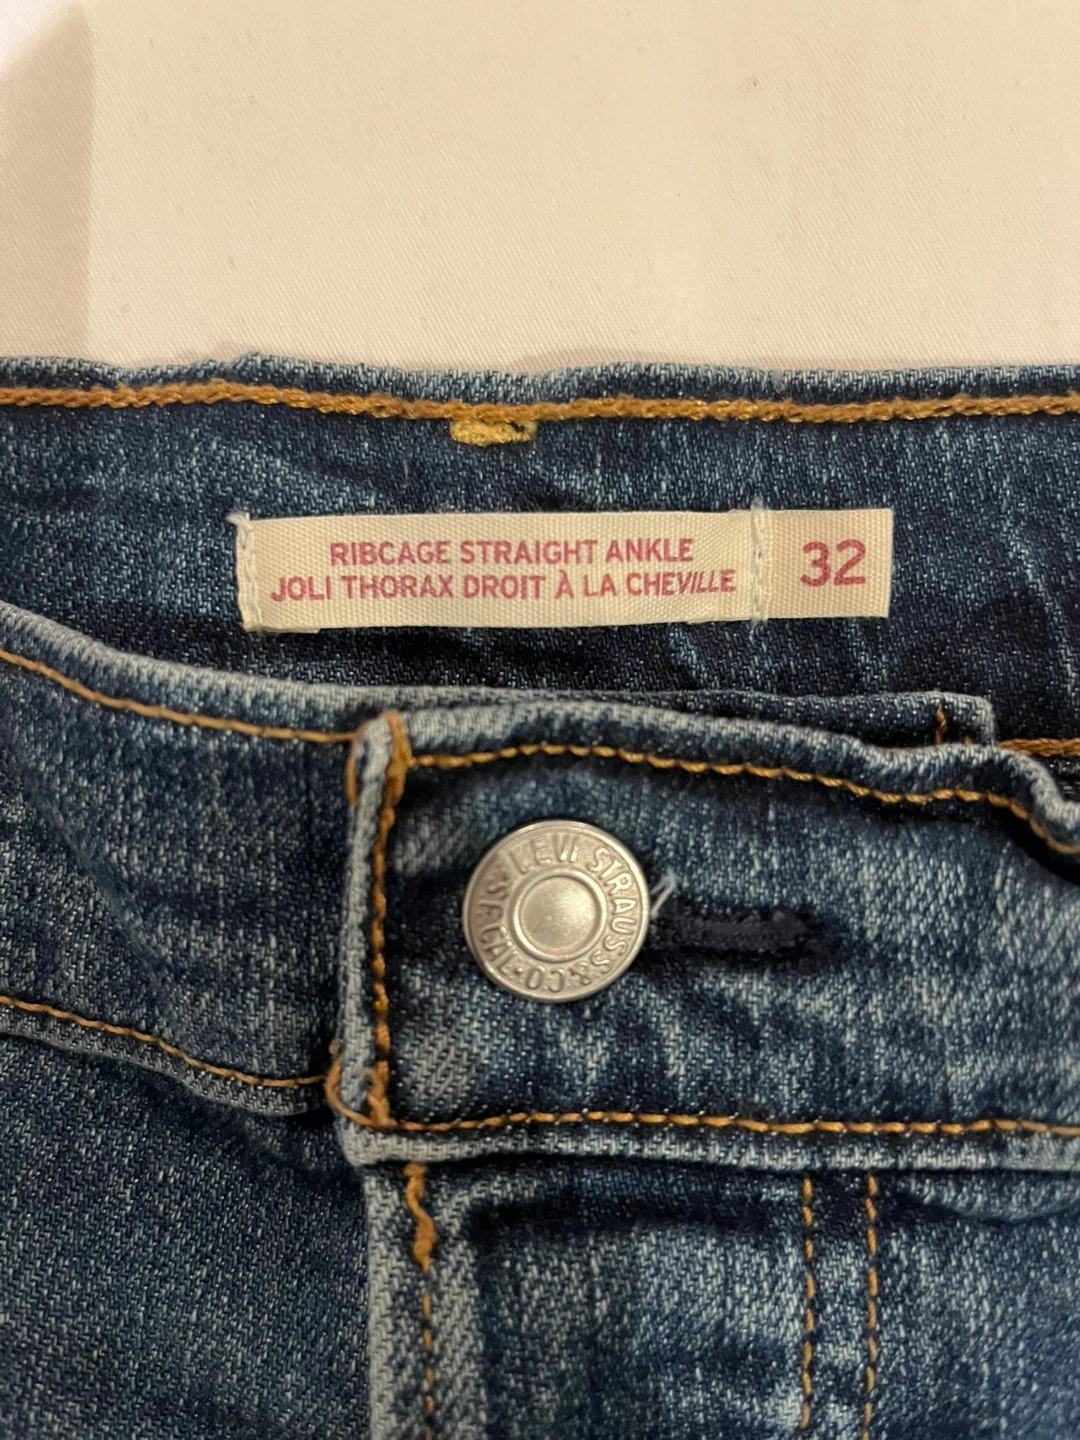 RIBCAGE STRAIGHT ANKLE
JOLI THORAX DROIT À LA CHEVILLE
32
LEVI STRAUSS & CO • S.F. CAL •